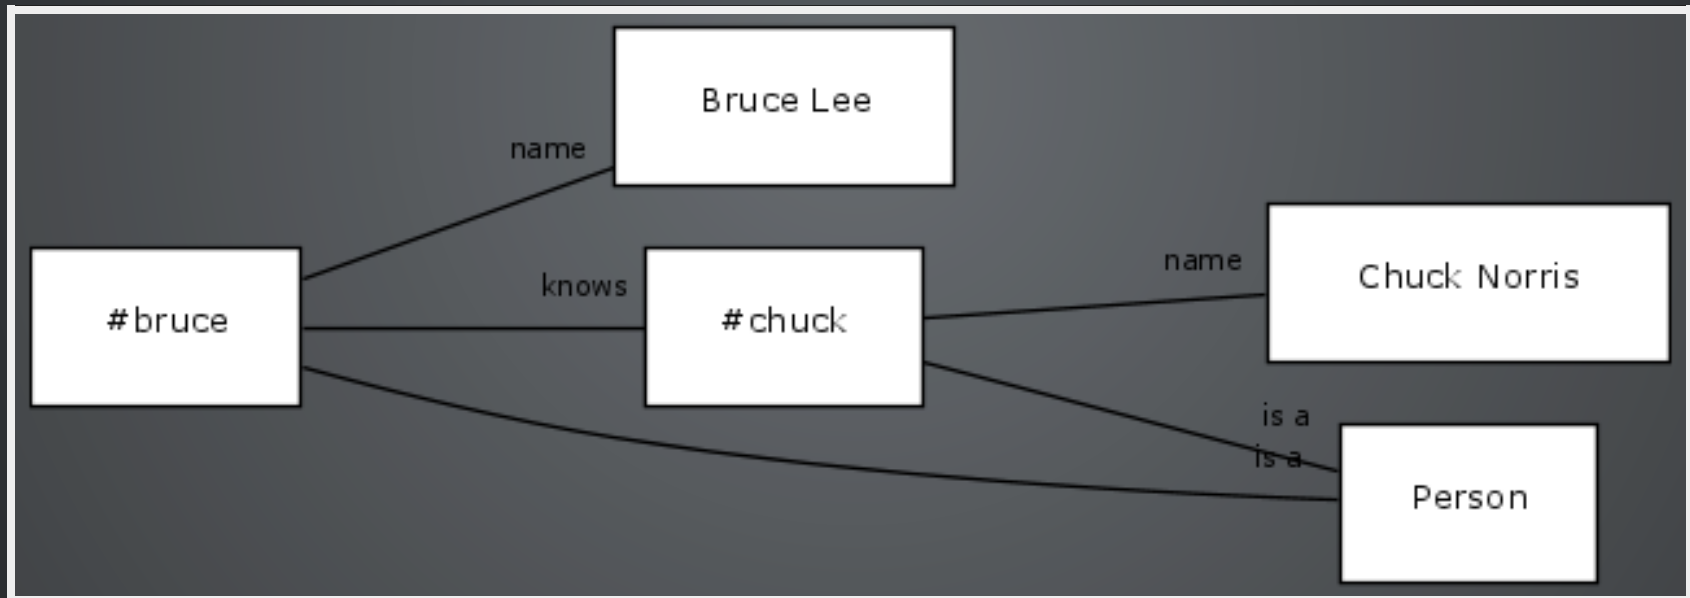 Bruce Lee
name
name
Chuck Norris
knows
#bruce
#chuck
is a
is a
Person